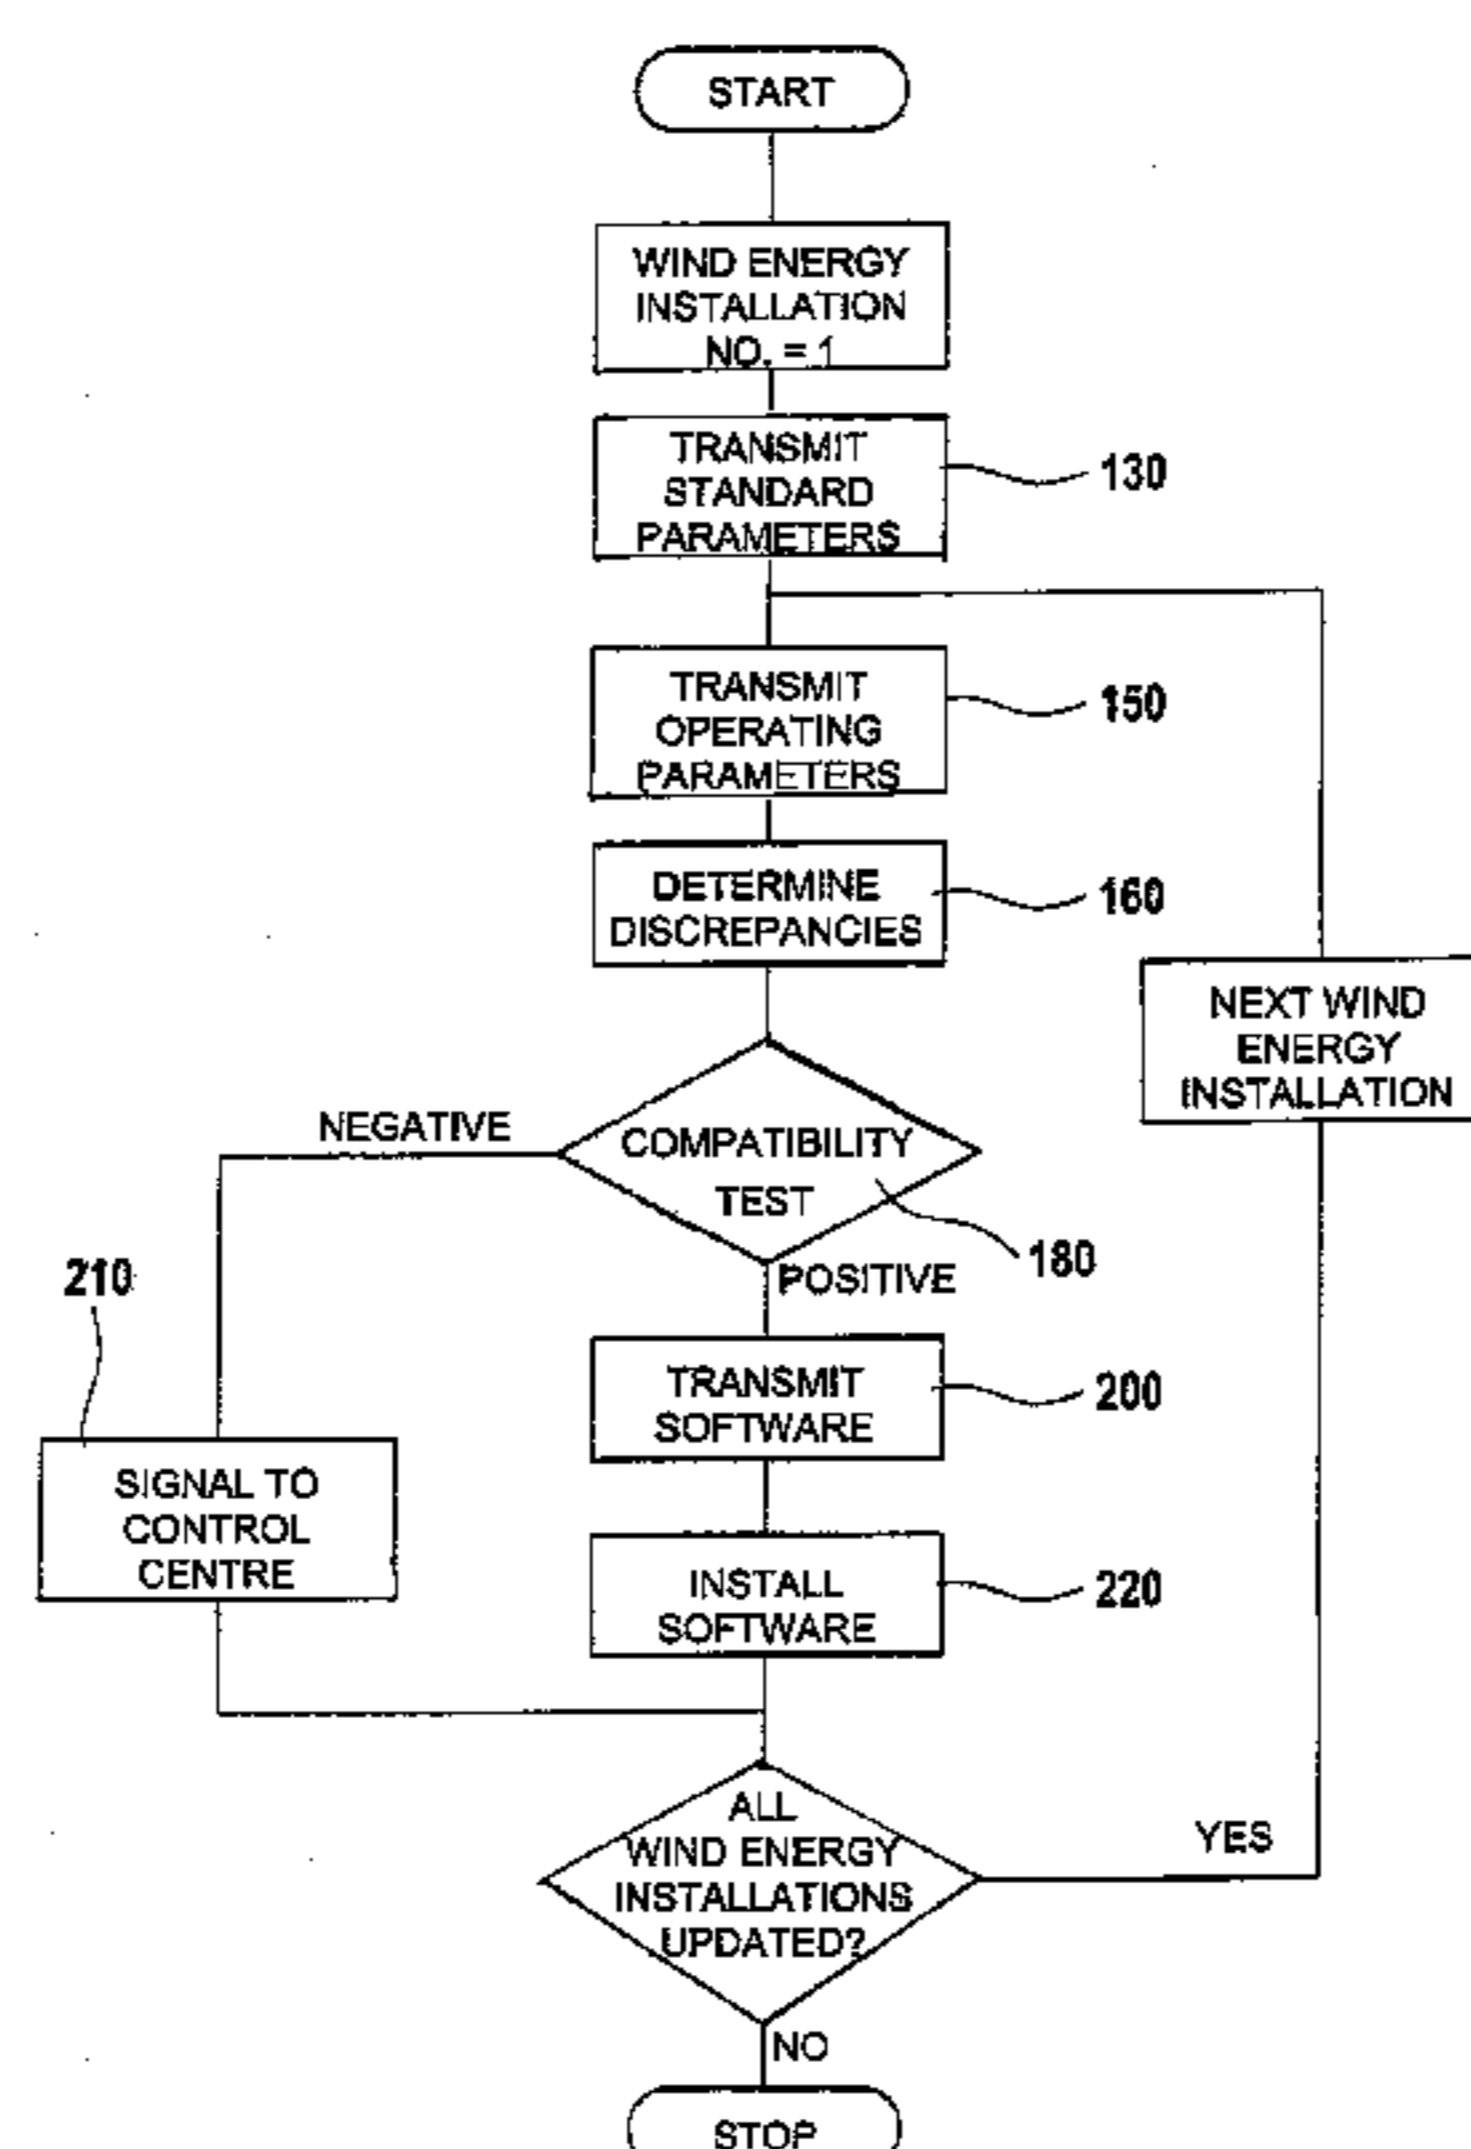 START
WIND ENERGY
INSTALLATION
NO. = 1
TRANSMIT
STANDARD
PARAMETERS
130
TRANSMIT
OPERATING
PARAMETERS
150
DETERMINE
DISCREPANCIES
160
NEXT WIND
ENERGY
INSTALLATION
NEGATIVE
COMPATIBILITY
TEST
180
POSITIVE
210
TRANSMIT
SOFTWARE
200
SIGNAL TO
CONTROL
CENTRE
INSTALL
SOFTWARE
220
ALL
WIND ENERGY
INSTALLATIONS
UPDATED?
YES
NO
STOP